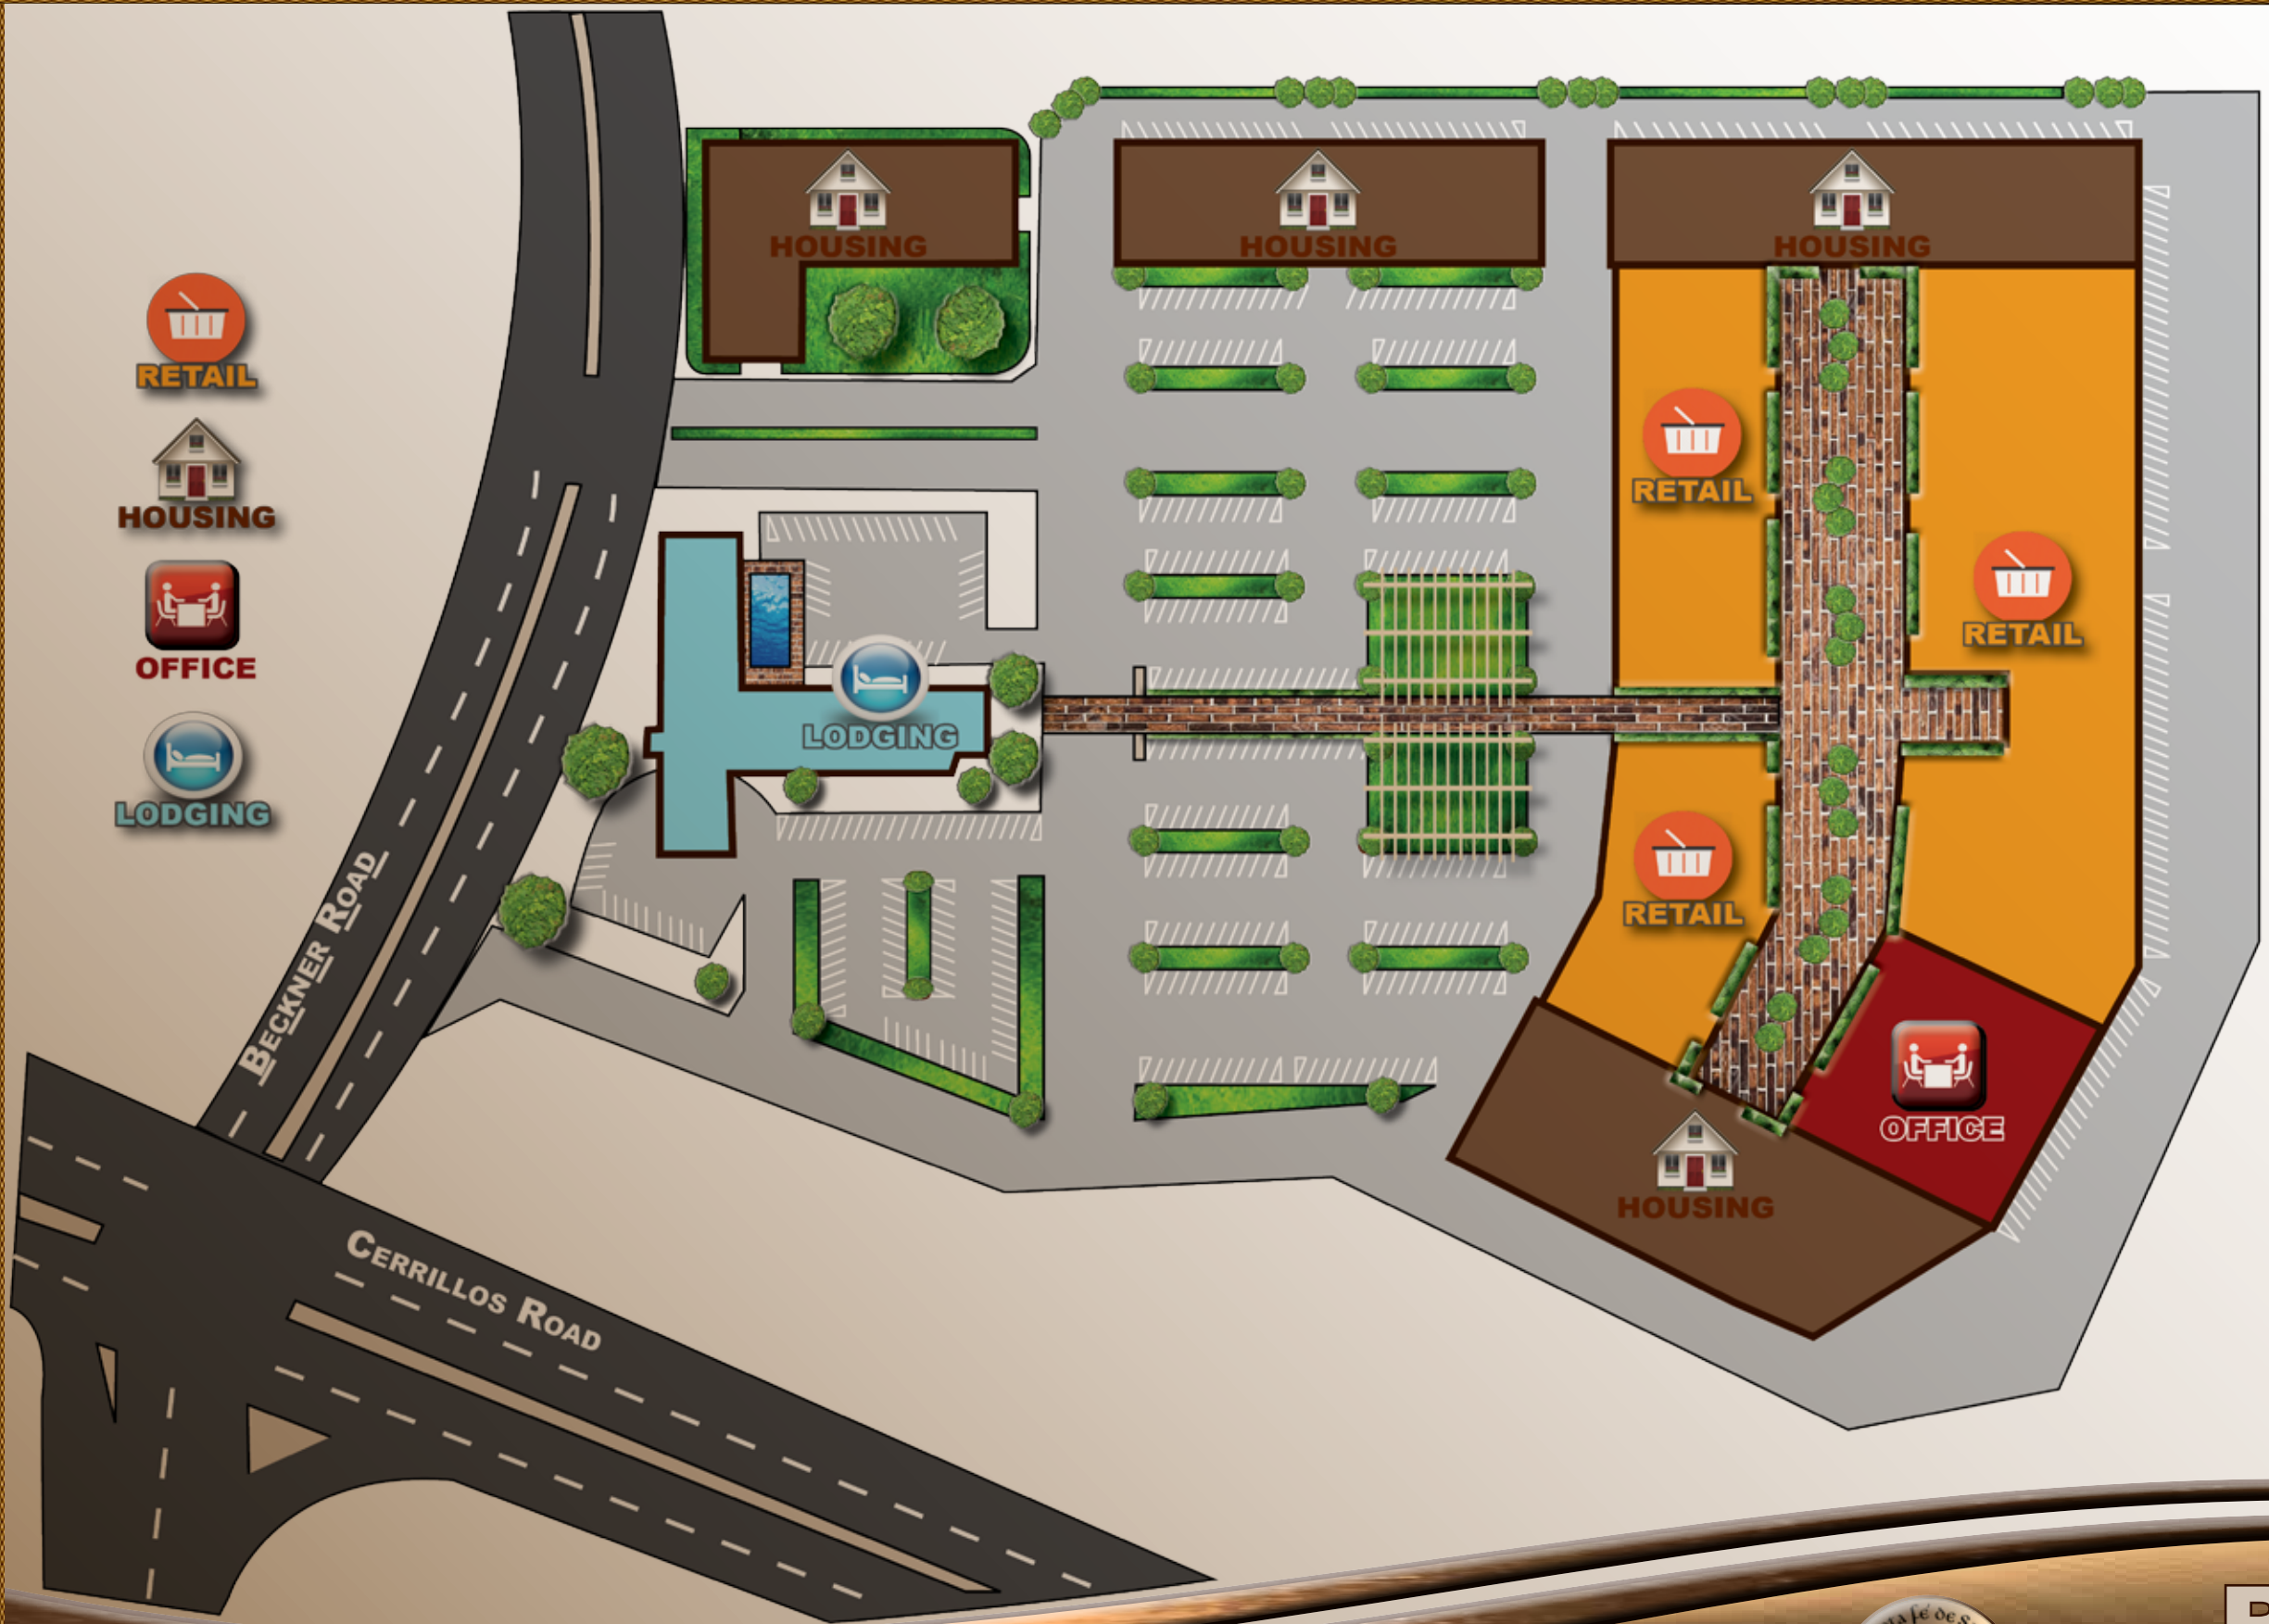 RETAIL
HOUSING
OFFICE
LODGING
HOUSING
HOUSING
HOUSING
RETAIL
RETAIL
LODGING
RETAIL
OFFICE
HOUSING
BECKNER ROAD
CERRILLOS ROAD